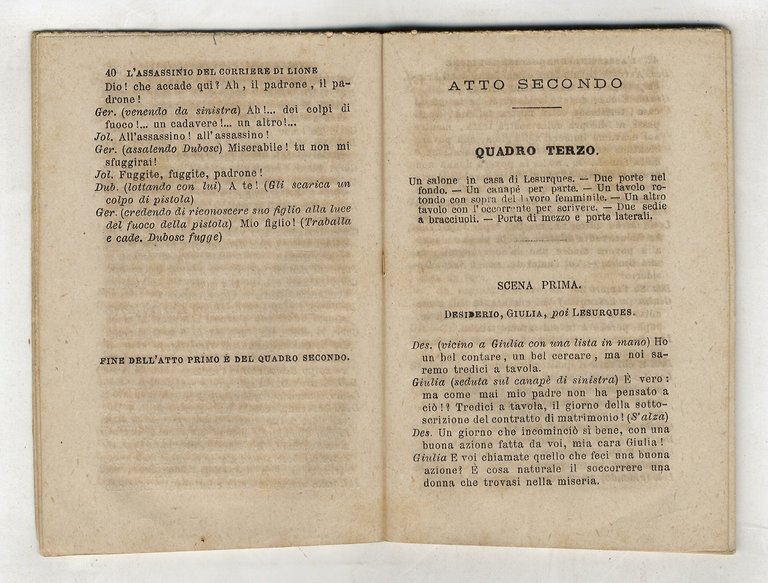 40 L'ASSASSINIO DEL CORRIERE DI LIONE
Dio! che accade qui? Ah, il padrone, il pa-
drone!
Ger. (venendo da sinistra) Ah!... dei colpi di
fuoco!... un cadavere!... un altro!...
Jol. All'assassino! all'assassino!
Ger. (assalendo Dubosc) Miserabile! tu non mi
sfuggirai!
Jol. Fuggite, fuggite, padrone!
Dub. (lottando con lui) A te! (Gli scarica un
colpo di pistola)
Ger. (credendo di riconoscere suo figlio alla luce
del fuoco della pistola) Mio figlio! (Traballa
e cade. Dubosc fugge)
FINE DELL'ATTO PRIMO E DEL QUADRO SECONDO.
ATTO SECONDO
QUADRO TERZO.
Un salone in casa di Lesurques. — Due porte nel
fondo. — Un canapè per parte. — Un tavolo ro-
tondo con sopra del lavoro femminile. — Un altro
tavolo con l'occorrente per scrivere. — Due sedie
a bracciuoli. — Porta di mezzo e porte laterali.
SCENA PRIMA.
DESIDERIO, GIULIA, poi LESURQUES.
Des. (vicino a Giulia con una lista in mano) Ho
un bel contare, un bel cercare, ma noi sa-
remo tredici a tavola.
Giulia (seduta sul canapè di sinistra) È vero:
ma come mai mio padre non ha pensato a
ciò!? Tredici a tavola, il giorno della sotto-
scrizione del contratto di matrimonio! (S'alza)
Des. Un giorno che incominciò sì bene, con una
buona azione fatta da voi, mia cara Giulia!
Giulia E voi chiamate quello che feci una buona
azione? È cosa naturale il soccorrere una
donna che trovasi nella miseria.